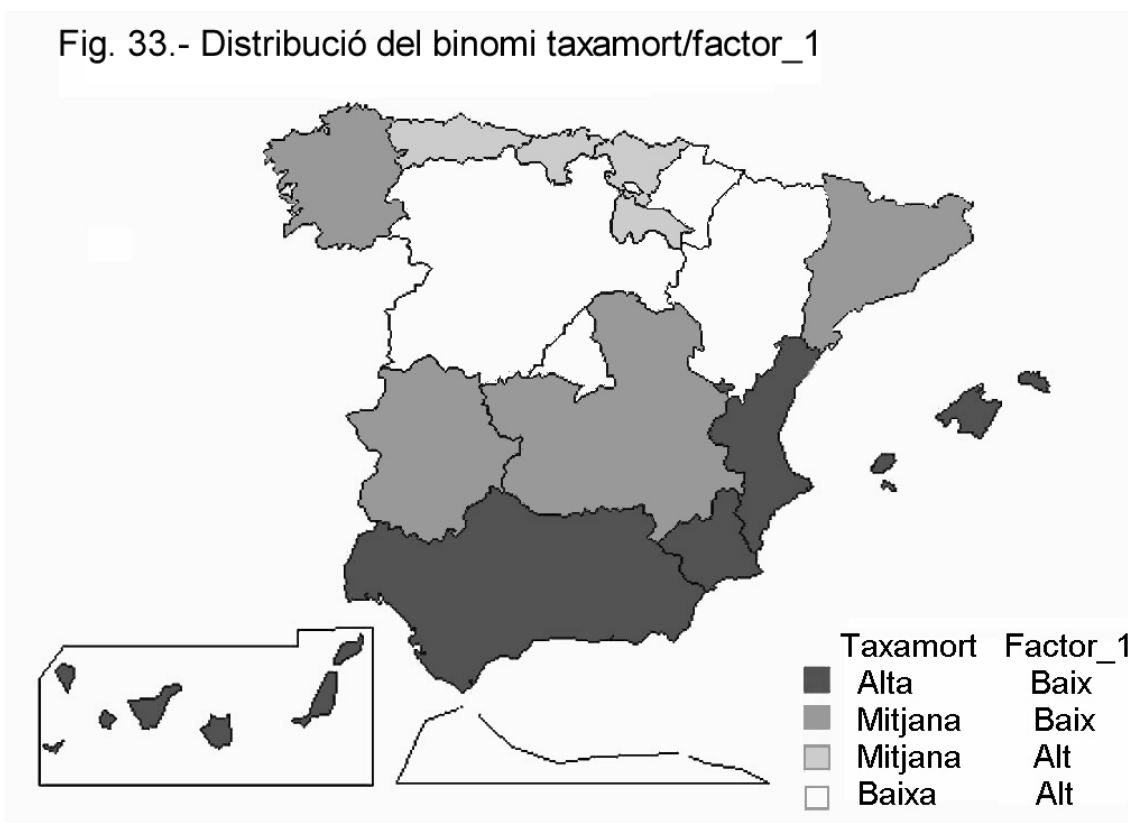 Fig. 33.- Distribució del binomi taxamort/factor_1
Taxamort Factor_1
Alta Baix
Mitjana Baix
Mitjana Alt
Baixa Alt